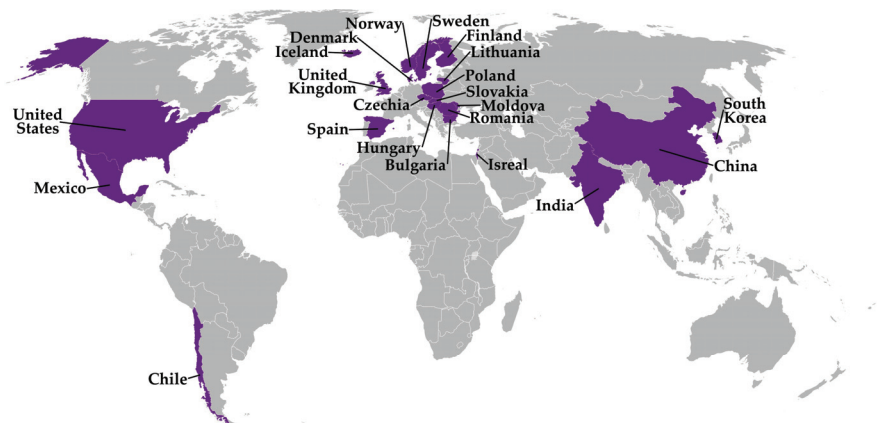 Norway
Sweden
Denmark
Finland
Iceland
Lithuania
United
Kingdom
Poland
Slovakia
Czechia
Moldova
Romania
South
Korea
United
States
Spain
Hungary
Bulgaria
Isreal
China
Mexico
India
Chile